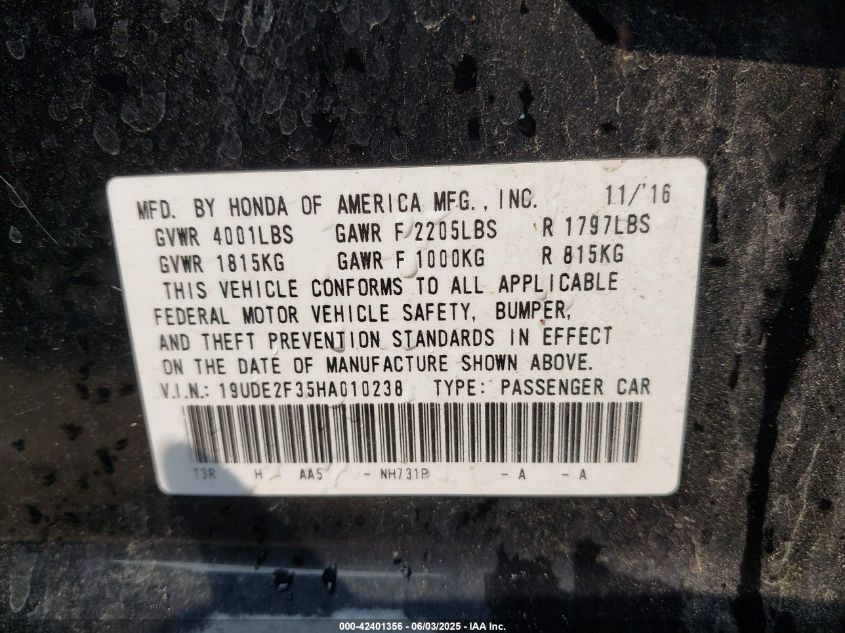 MFD. BY HONDA OF AMERICA MFG., INC. 11/'16
GVWR 4001LBS GAWR F 2205LBS R 1797LBS
GVWR 1815KG GAWR F 1000KG R 815KG
THIS VEHICLE CONFORMS TO ALL APPLICABLE
FEDERAL MOTOR VEHICLE SAFETY, BUMPER,
AND THEFT PREVENTION STANDARDS IN EFFECT
ON THE DATE OF MANUFACTURE SHOWN ABOVE.
V.I.N.: 19UDE2F35HA010238 TYPE: PASSENGER CAR
T3R H AA5 - NH731P - A - A
000-42401356 - 06/03/2025 - IAA Inc.